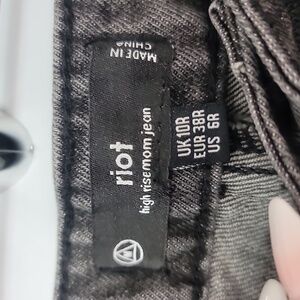 MADE IN
CHINA
riot
high rise mom jean
UK 10R
EUR 38R
US 6R